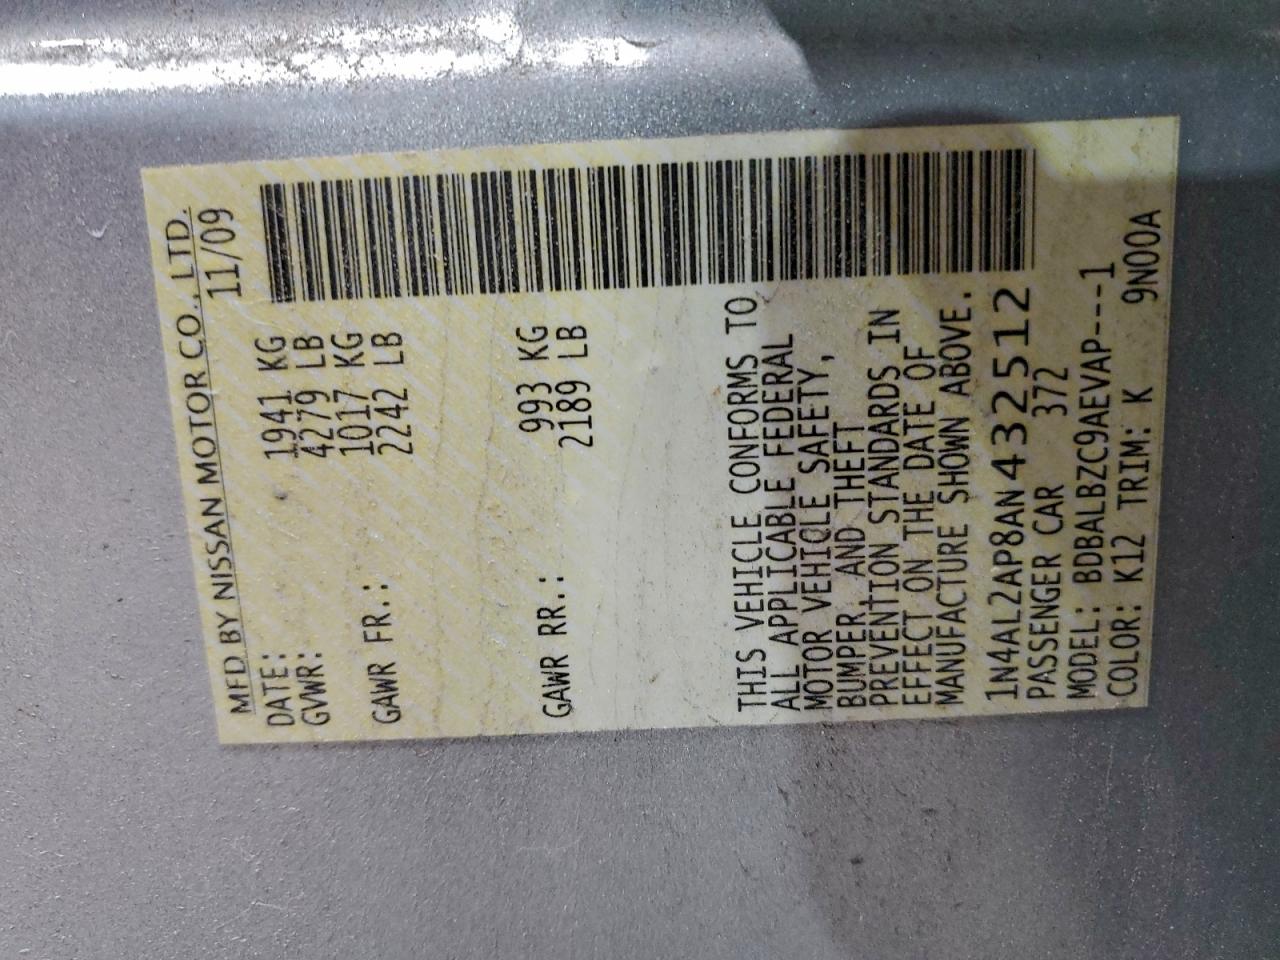 MFD BY NISSAN MOTOR CO., LTD.
DATE: 11/09
GVWR: 1941 KG
4279 LB
GAWR FR.: 1017 KG
2242 LB
GAWR RR.: 993 KG
2189 LB
THIS VEHICLE CONFORMS TO
ALL APPLICABLE FEDERAL
MOTOR VEHICLE SAFETY,
BUMPER, AND THEFT
PREVENTION STANDARDS IN
EFFECT ON THE DATE OF
MANUFACTURE SHOWN ABOVE.
1N4AL2AP8AN432512
PASSENGER CAR 372
MODEL: BDBALBZC9AEVAP---1
COLOR: K12 TRIM: K 9N00A